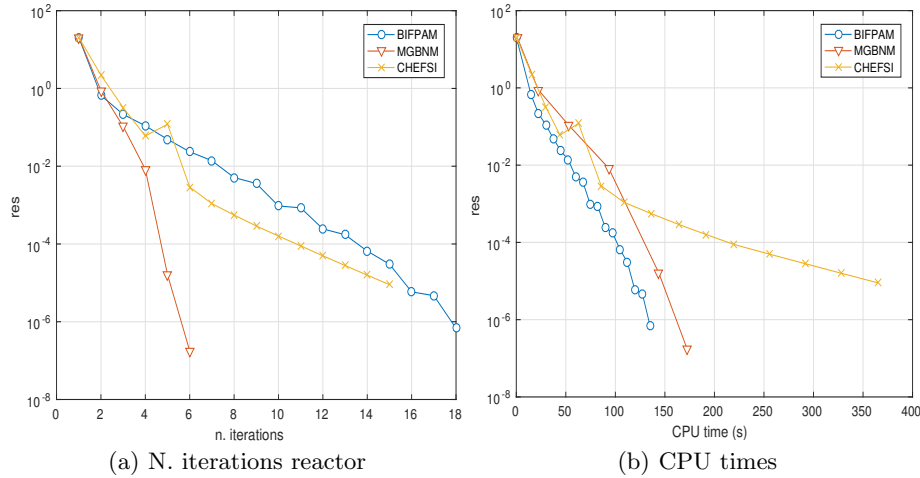 10^2
10^0
10^-2
10^-4
10^-6
10^-8
res
0 2 4 6 8 10 12 14 16 18
n. iterations
BIFPAM
MGBNM
CHEFSI
(a) N. iterations reactor
10^2
10^0
10^-2
10^-4
10^-6
10^-8
res
0 50 100 150 200 250 300 350 400
CPU time (s)
BIFPAM
MGBNM
CHEFSI
(b) CPU times